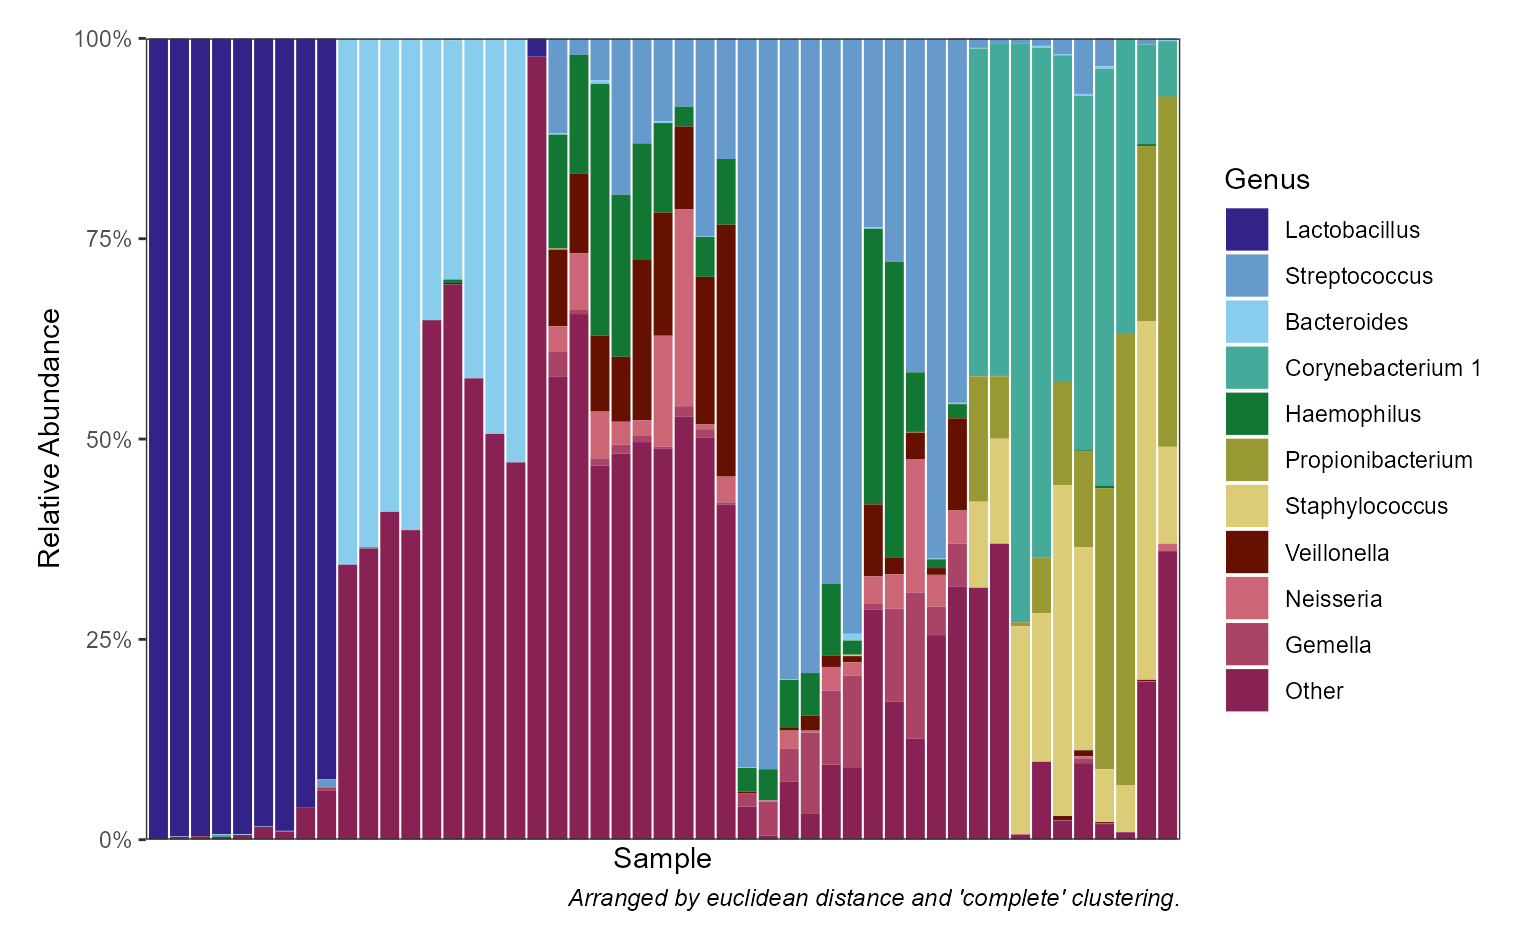 100%
75%
50%
25%
0%
Relative Abundance
Sample
Arranged by euclidean distance and 'complete' clustering.
Genus
Lactobacillus
Streptococcus
Bacteroides
Corynebacterium 1
Haemophilus
Propionibacterium
Staphylococcus
Veillonella
Neisseria
Gemella
Other